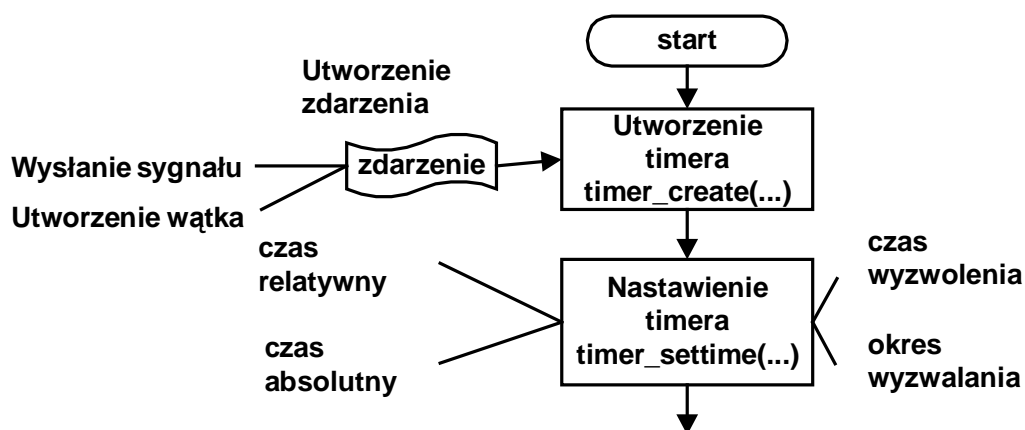 start
Utworzenie
zdarzenia
Utworzenie
timera
timer_create(...)
zdarzenie
Wysłanie sygnału
Utworzenie wątka
czas
relatywny
czas
wyzwolenia
Nastawienie
timera
timer_settime(...)
czas
absolutny
okres
wyzwalania